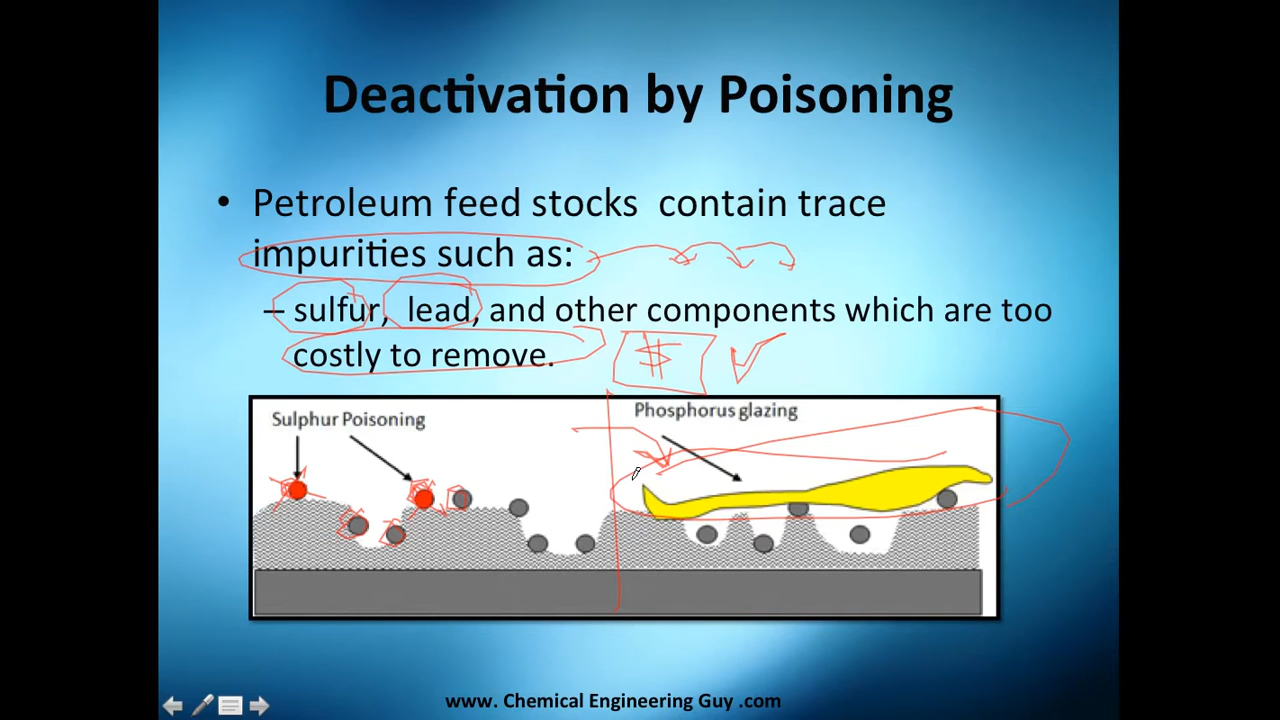 Deactivation by Poisoning
• Petroleum feed stocks contain trace
impurities such as:
– sulfur, lead, and other components which are too
costly to remove.
$
Sulphur Poisoning
Phosphorus glazing
www. Chemical Engineering Guy .com